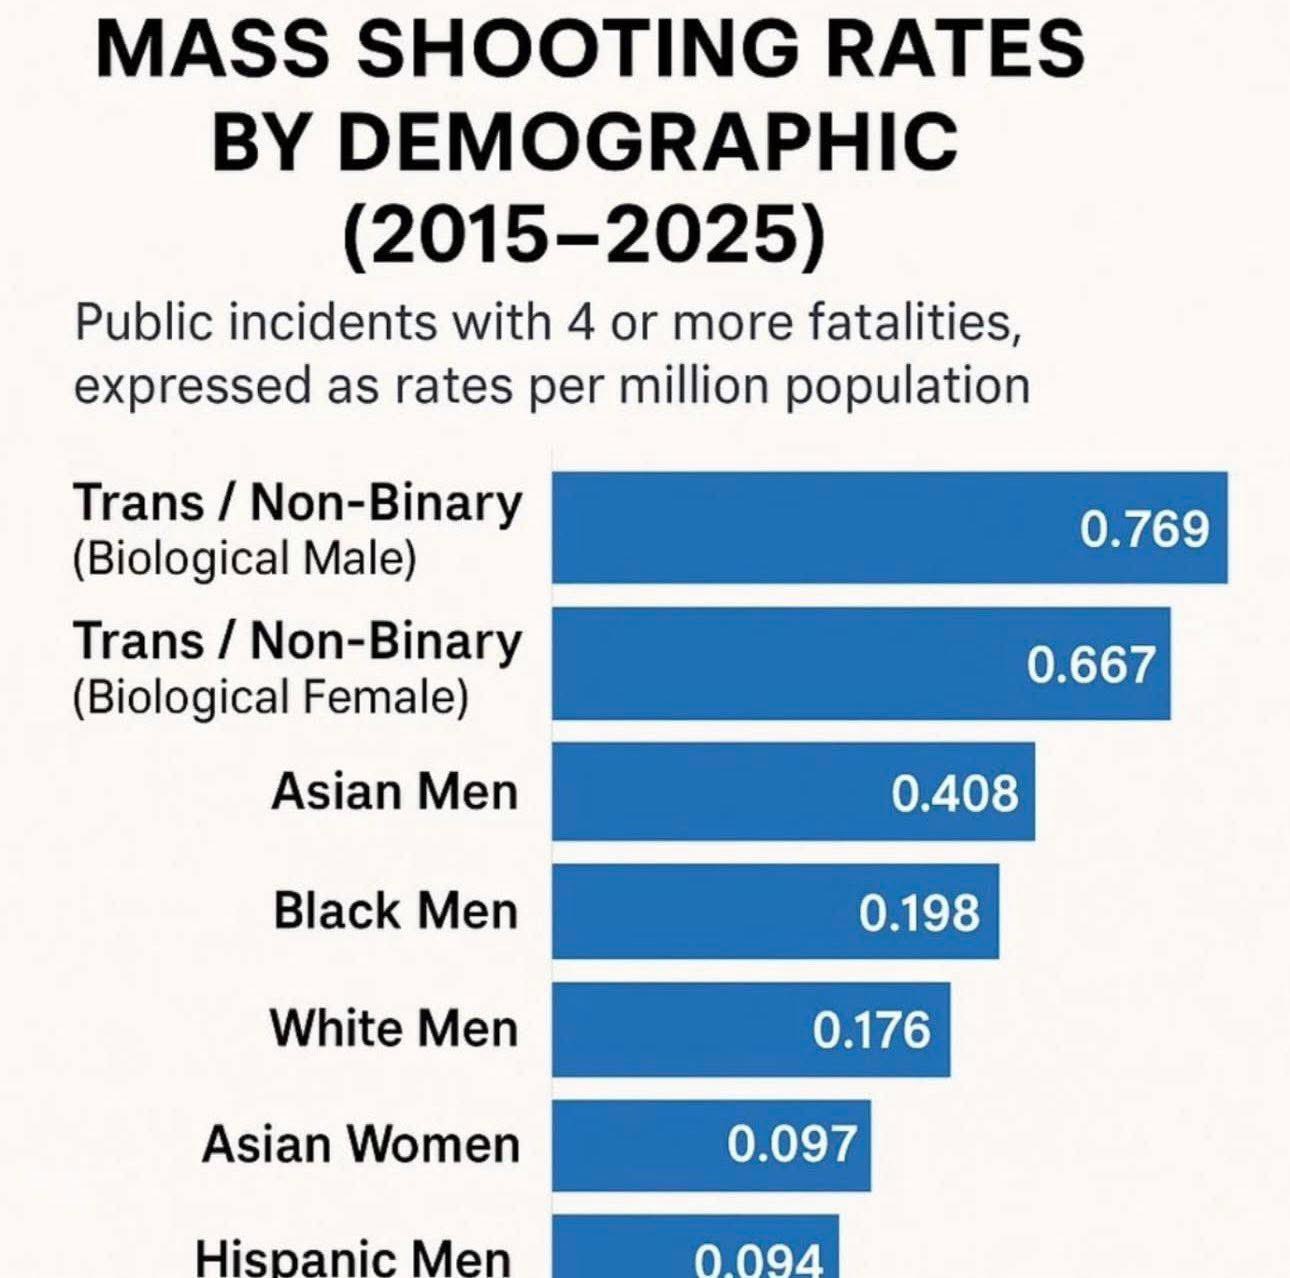 MASS SHOOTING RATES
BY DEMOGRAPHIC
(2015–2025)
Public incidents with 4 or more fatalities,
expressed as rates per million population
Trans / Non-Binary
(Biological Male)
0.769
Trans / Non-Binary
(Biological Female)
0.667
Asian Men
0.408
Black Men
0.198
White Men
0.176
Asian Women
0.097
Hispanic Men
0.094